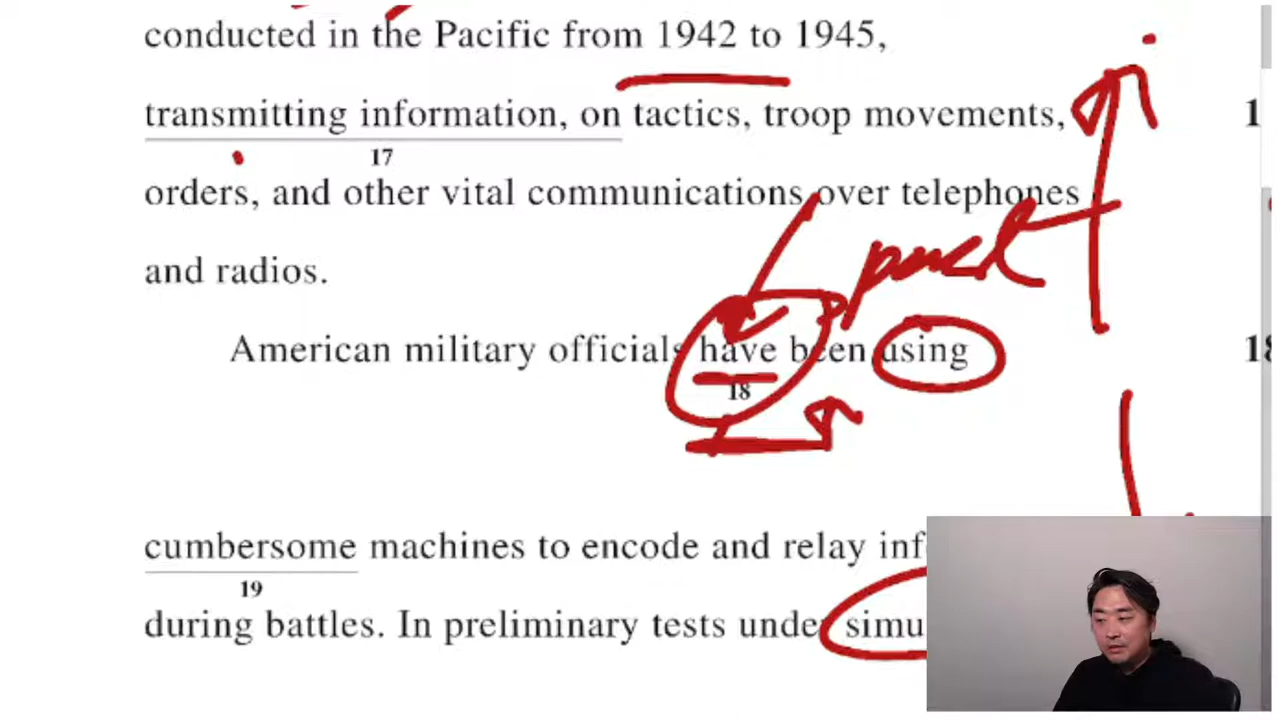 conducted in the Pacific from 1942 to 1945,
transmitting information, on tactics, troop movements,
17
orders, and other vital communications over telephones
and radios.
American military officials have been using
18
cumbersome machines to encode and relay inf
19
during battles. In preliminary tests under simu